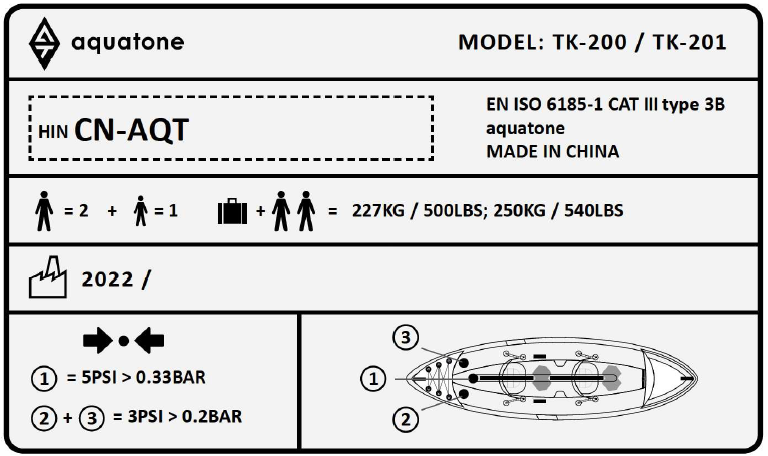 aquatone
MODEL: TK-200 / TK-201
HIN CN-AQT
EN ISO 6185-1 CAT III type 3B
aquatone
MADE IN CHINA
= 2 + = 1 + = 227KG / 500LBS; 250KG / 540LBS
2022 /
1 = 5PSI > 0.33BAR
2 + 3 = 3PSI > 0.2BAR
3
1
2